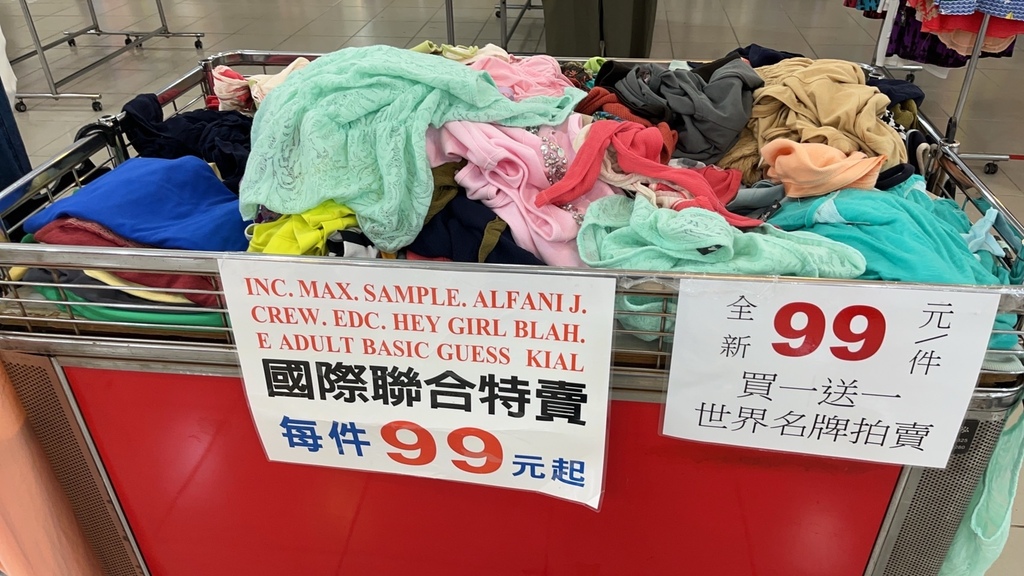 INC. MAX. SAMPLE. ALFANI J.
CREW. EDC. HEY GIRL BLAH.
E ADULT BASIC GUESS KIAL
國際聯合特賣
每件99元起
全新 99 元/件
買一送一
世界名牌拍賣